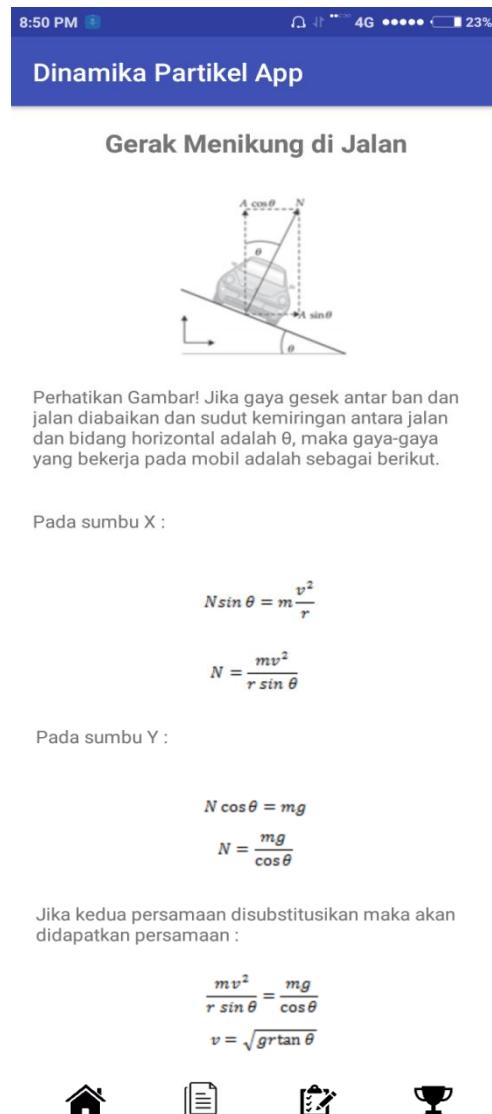 8:50 PM 4G 23%
Dinamika Partikel App
Gerak Menikung di Jalan
A cos θ N
θ
A sin θ
θ
Perhatikan Gambar! Jika gaya gesek antar ban dan
jalan diabaikan dan sudut kemiringan antara jalan
dan bidang horizontal adalah θ, maka gaya-gaya
yang bekerja pada mobil adalah sebagai berikut.
Pada sumbu X :
Nsin θ = m v²/r
N = mv²/(r sin θ)
Pada sumbu Y :
N cos θ = mg
N = mg/cos θ
Jika kedua persamaan disubstitusikan maka akan
didapatkan persamaan :
mv²/(r sin θ) = mg/cos θ
v = √(gr tan θ)